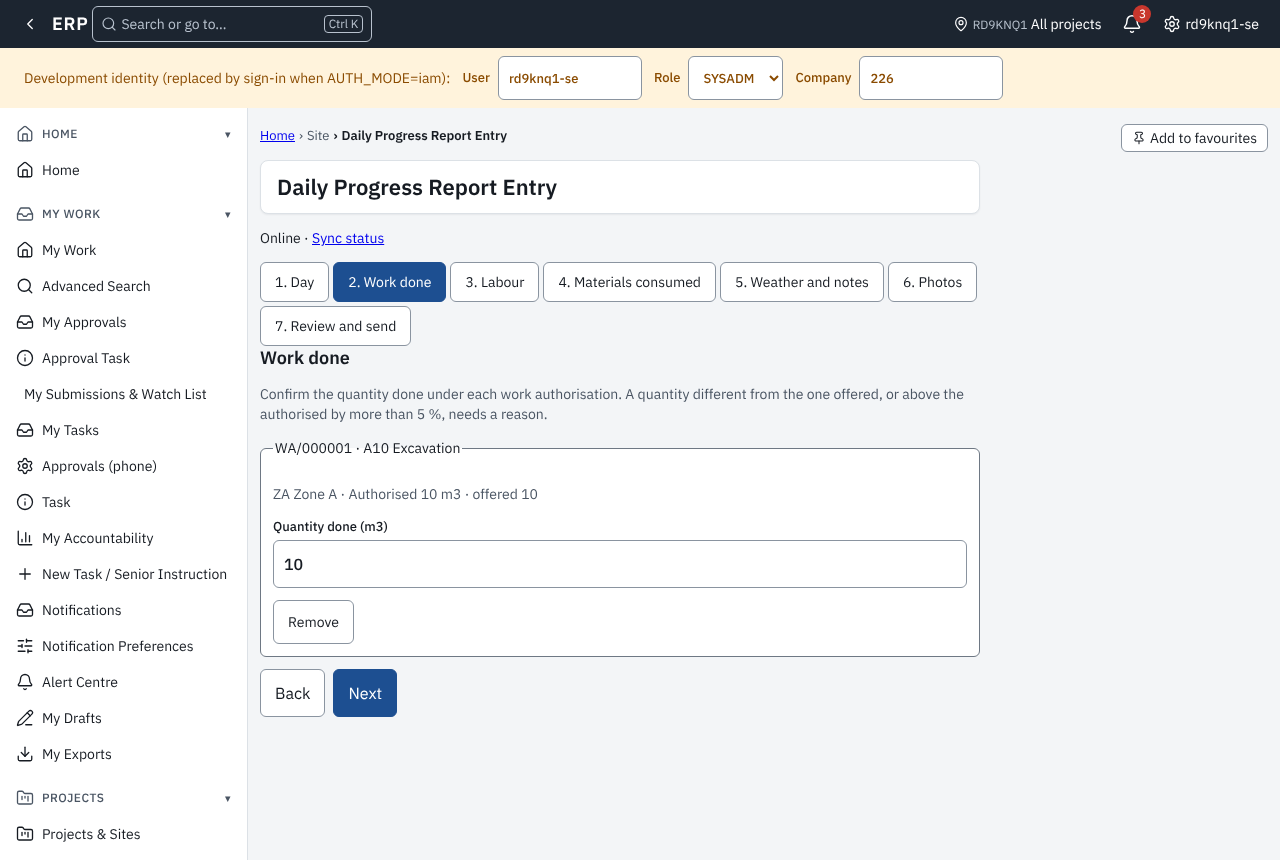 ERP
Search or go to...
Ctrl K
RD9KNQ1 All projects
3
rd9knq1-se
Development identity (replaced by sign-in when AUTH_MODE=iam):
User
rd9knq1-se
Role
SYSADM
Company
226
HOME
Home
MY WORK
My Work
Advanced Search
My Approvals
Approval Task
My Submissions & Watch List
My Tasks
Approvals (phone)
Task
My Accountability
New Task / Senior Instruction
Notifications
Notification Preferences
Alert Centre
My Drafts
My Exports
PROJECTS
Projects & Sites
Home › Site › Daily Progress Report Entry
Add to favourites
Daily Progress Report Entry
Online · Sync status
1. Day
2. Work done
3. Labour
4. Materials consumed
5. Weather and notes
6. Photos
7. Review and send
Work done
Confirm the quantity done under each work authorisation. A quantity different from the one offered, or above the
authorised by more than 5 %, needs a reason.
WA/000001 · A10 Excavation
ZA Zone A · Authorised 10 m3 · offered 10
Quantity done (m3)
10
Remove
Back
Next